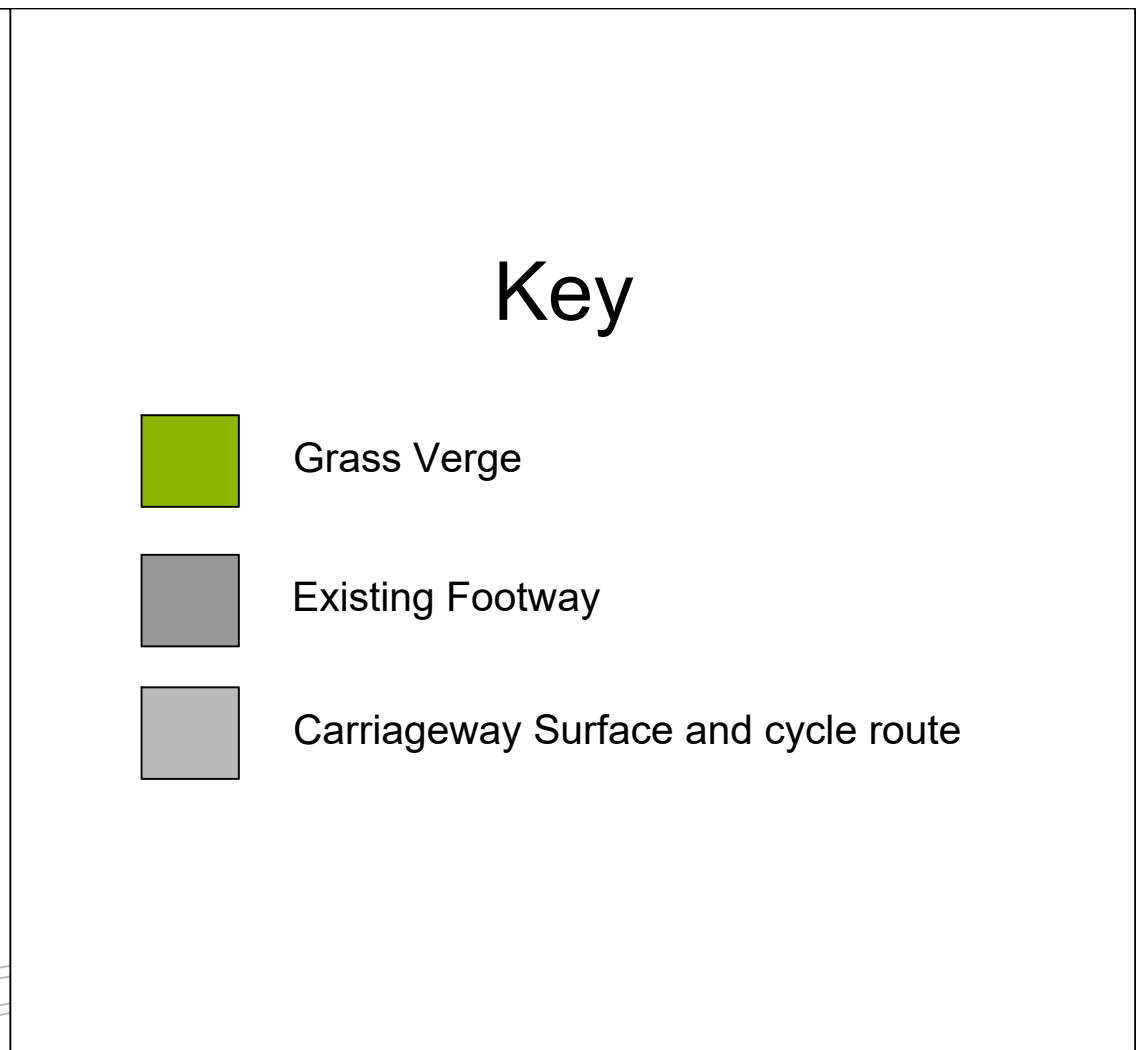 Key
Grass Verge
Existing Footway
Carriageway Surface and cycle route